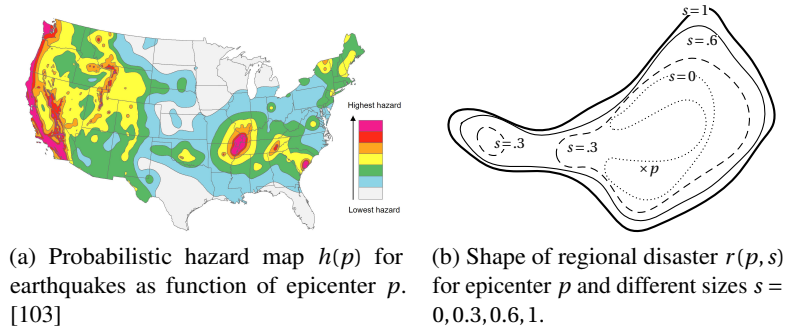 Highest hazard
Lowest hazard
s=1
s=.6
s=0
s=.3
s=.3
×p
(a) Probabilistic hazard map h(p) for
earthquakes as function of epicenter p.
[103]
(b) Shape of regional disaster r(p,s)
for epicenter p and different sizes s =
0,0.3,0.6,1.